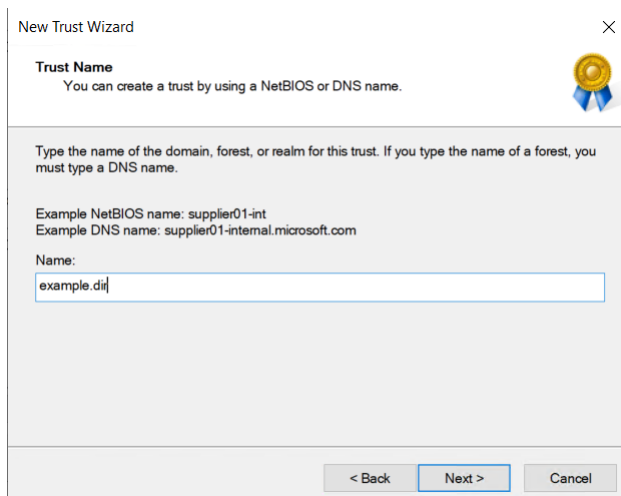 New Trust Wizard
Trust Name
You can create a trust by using a NetBIOS or DNS name.
Type the name of the domain, forest, or realm for this trust. If you type the name of a forest, you
must type a DNS name.
Example NetBIOS name: supplier01-int
Example DNS name: supplier01-internal.microsoft.com
Name:
example.dir
< Back
Next >
Cancel